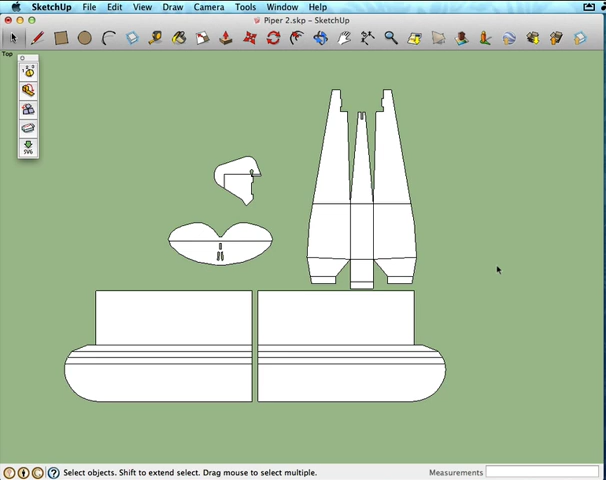 SketchUp File Edit View Draw Camera Tools Window Help
Piper 2.skp - SketchUp
Top
SVG
Select objects. Shift to extend select. Drag mouse to select multiple.
Measurements